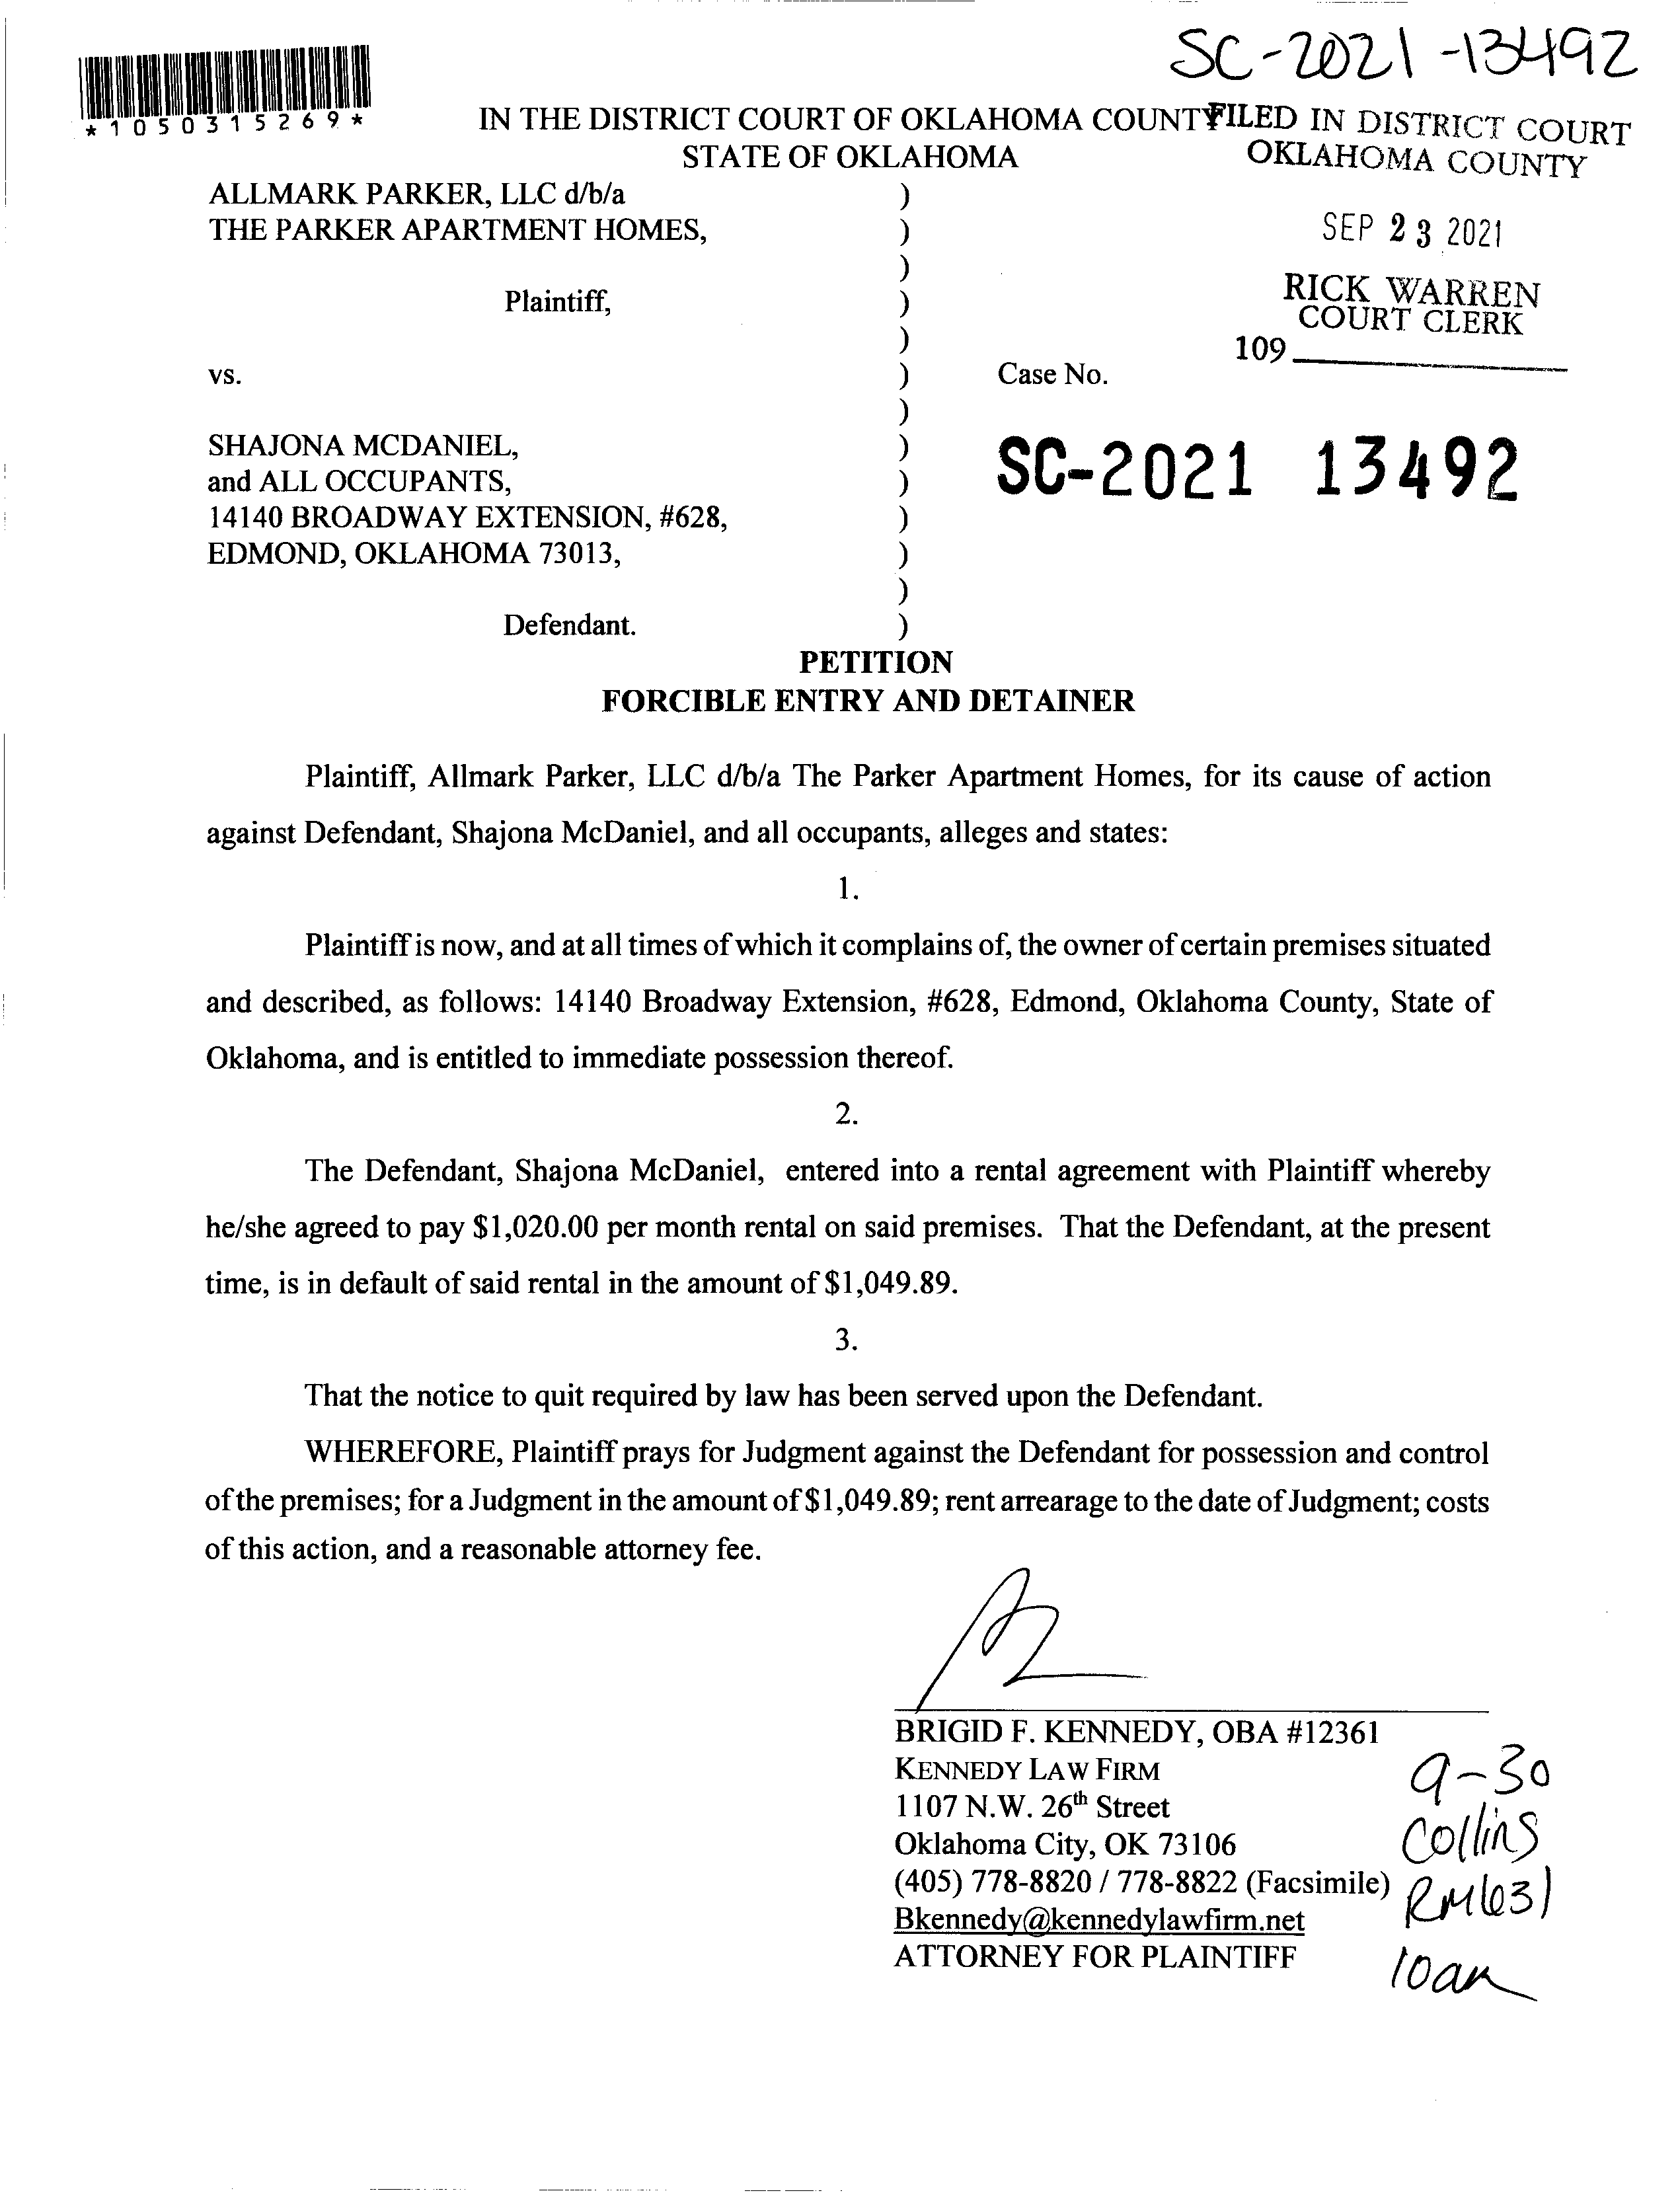 SC-2021-13492
*1050315269*
IN THE DISTRICT COURT OF OKLAHOMA COUNTY
STATE OF OKLAHOMA
FILED IN DISTRICT COURT
OKLAHOMA COUNTY
SEP 23 2021
RICK WARREN
COURT CLERK
109
ALLMARK PARKER, LLC d/b/a )
THE PARKER APARTMENT HOMES, )
)
Plaintiff, )
)
vs. ) Case No.
)
SHAJONA MCDANIEL, )
and ALL OCCUPANTS, ) SC-2021 13492
14140 BROADWAY EXTENSION, #628, )
EDMOND, OKLAHOMA 73013, )
)
Defendant. )
PETITION
FORCIBLE ENTRY AND DETAINER
Plaintiff, Allmark Parker, LLC d/b/a The Parker Apartment Homes, for its cause of action
against Defendant, Shajona McDaniel, and all occupants, alleges and states:
1.
Plaintiff is now, and at all times of which it complains of, the owner of certain premises situated
and described, as follows: 14140 Broadway Extension, #628, Edmond, Oklahoma County, State of
Oklahoma, and is entitled to immediate possession thereof.
2.
The Defendant, Shajona McDaniel, entered into a rental agreement with Plaintiff whereby
he/she agreed to pay $1,020.00 per month rental on said premises. That the Defendant, at the present
time, is in default of said rental in the amount of $1,049.89.
3.
That the notice to quit required by law has been served upon the Defendant.
WHEREFORE, Plaintiff prays for Judgment against the Defendant for possession and control
of the premises; for a Judgment in the amount of $1,049.89; rent arrearage to the date of Judgment; costs
of this action, and a reasonable attorney fee.
BRIGID F. KENNEDY, OBA #12361
KENNEDY LAW FIRM
1107 N.W. 26th Street
Oklahoma City, OK 73106
(405) 778-8820 / 778-8822 (Facsimile)
Bkennedy@kennedylawfirm.net
ATTORNEY FOR PLAINTIFF
9-30
Collins
RM 631
10am